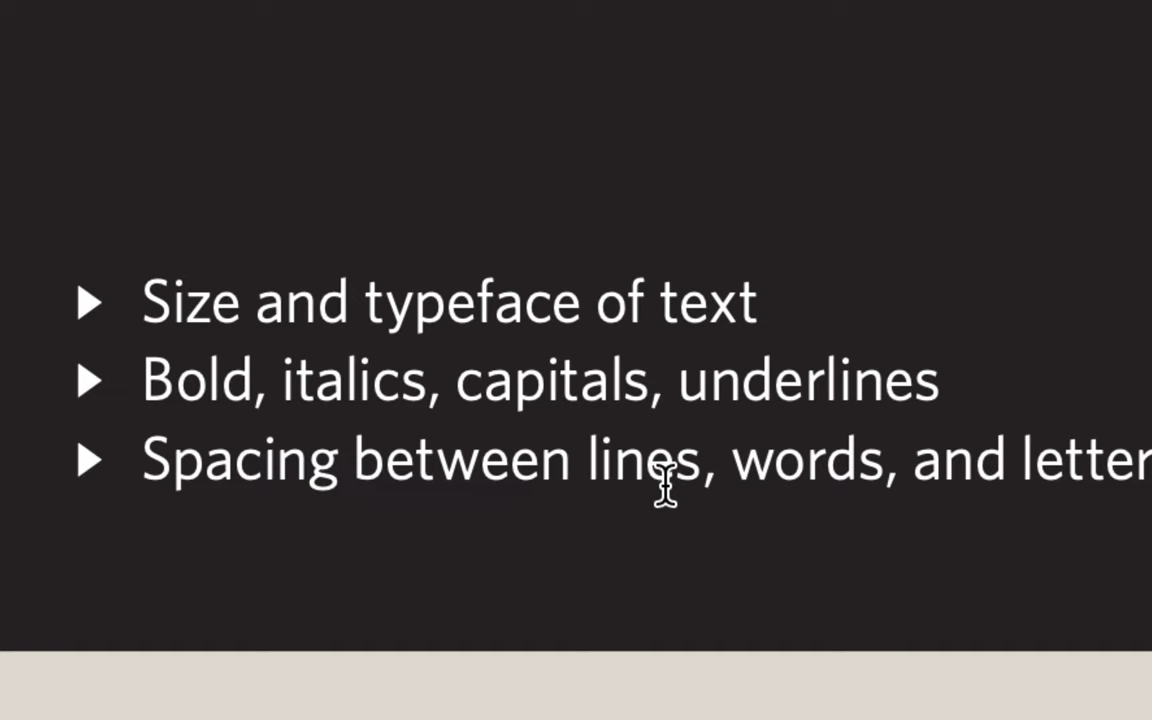 Size and typeface of text
Bold, italics, capitals, underlines
Spacing between lines, words, and letter